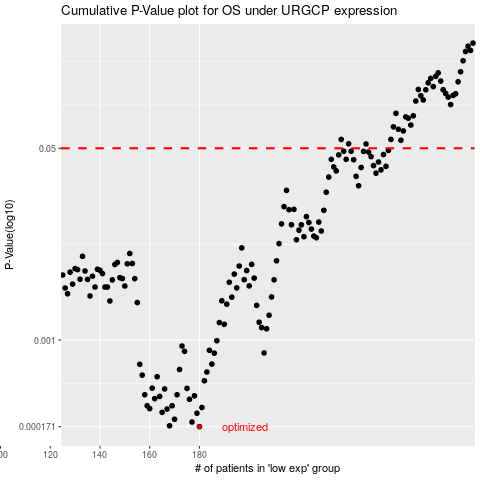 Cumulative P-Value plot for OS under URGCP expression
P-Value(log10)
0.05
0.001
0.000171
optimized
00 120 140 160 180
# of patients in 'low exp' group